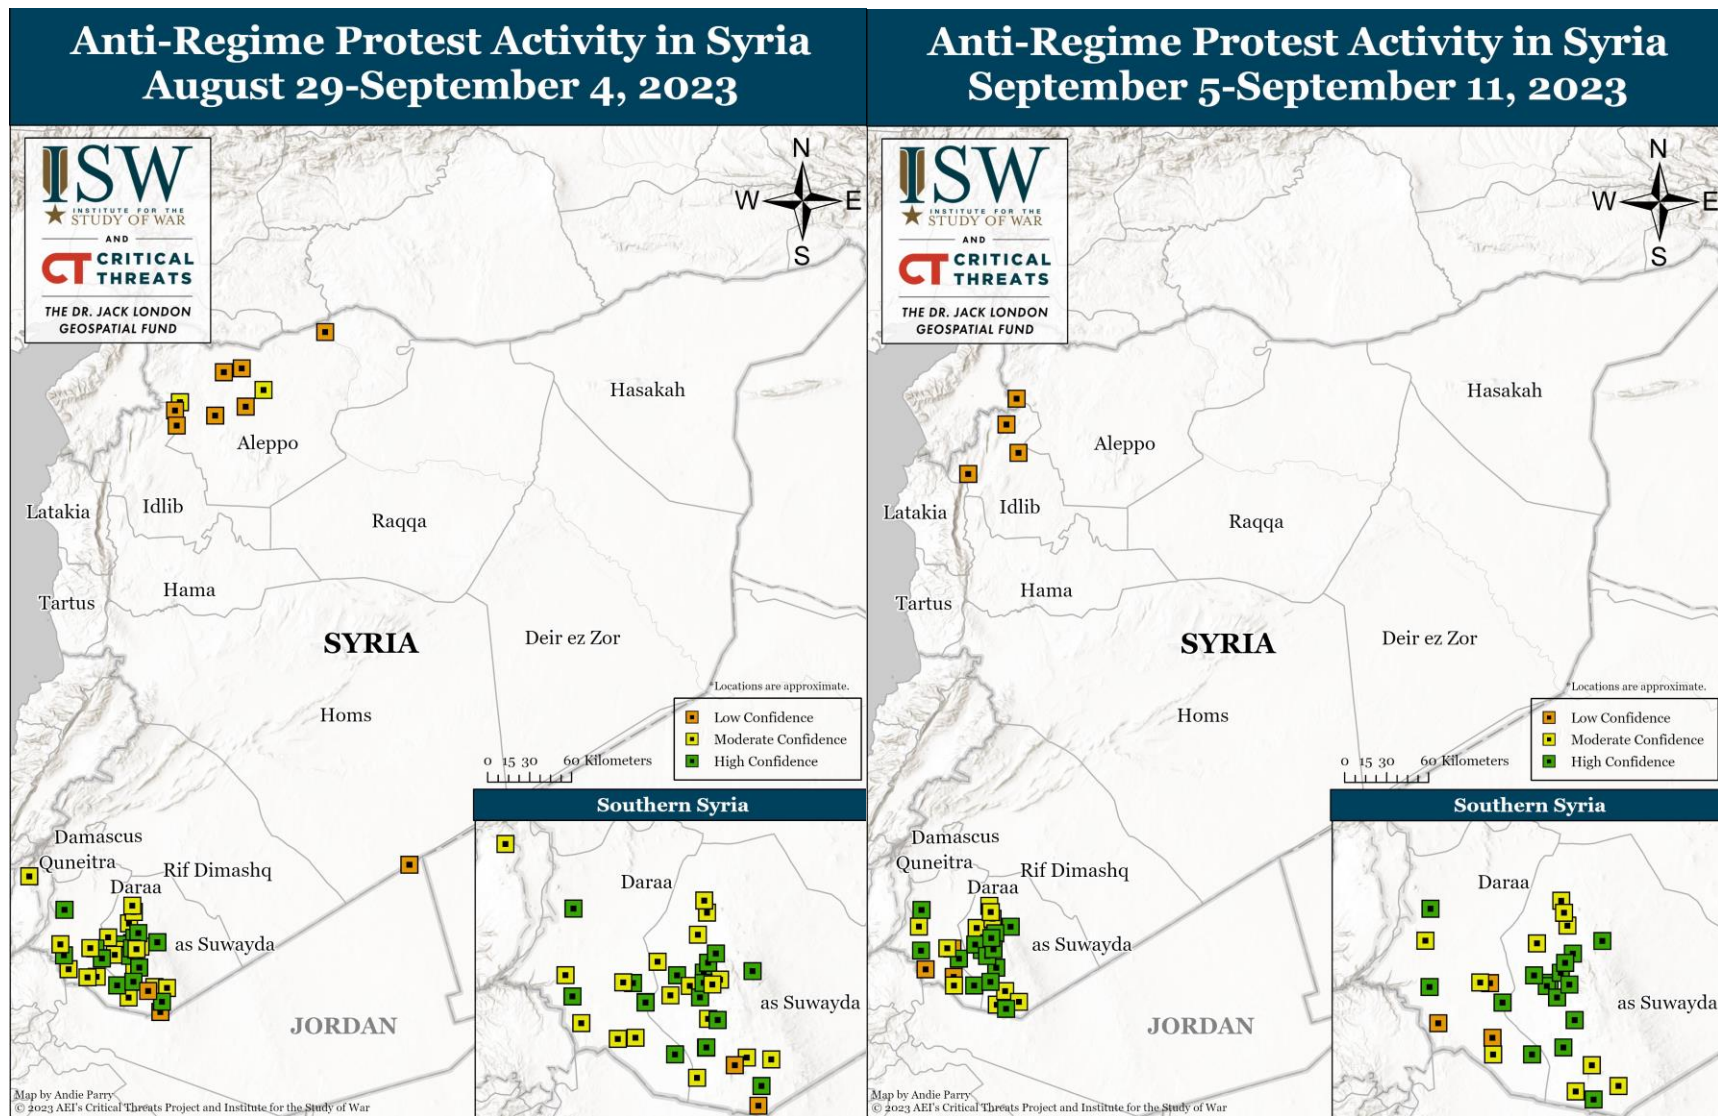 Anti-Regime Protest Activity in Syria
August 29-September 4, 2023
ISW
INSTITUTE FOR THE
STUDY OF WAR
AND
CT CRITICAL
THREATS
THE DR. JACK LONDON
GEOSPATIAL FUND
N
W E
S
Hasakah
Aleppo
Latakia
Idlib
Raqqa
Tartus
Hama
SYRIA
Deir ez Zor
*Locations are approximate.
Homs
Low Confidence
Moderate Confidence
High Confidence
0 15 30 60 Kilometers
Damascus
Quneitra
Rif Dimashq
Daraa
as Suwayda
JORDAN
Southern Syria
Daraa
as Suwayda
Map by Andie Parry
© 2023 AEI's Critical Threats Project and Institute for the Study of War
Anti-Regime Protest Activity in Syria
September 5-September 11, 2023
ISW
INSTITUTE FOR THE
STUDY OF WAR
AND
CT CRITICAL
THREATS
THE DR. JACK LONDON
GEOSPATIAL FUND
N
W E
S
Hasakah
Aleppo
Latakia
Idlib
Raqqa
Tartus
Hama
SYRIA
Deir ez Zor
*Locations are approximate.
Homs
Low Confidence
Moderate Confidence
High Confidence
0 15 30 60 Kilometers
Damascus
Quneitra
Rif Dimashq
Daraa
as Suwayda
JORDAN
Southern Syria
Daraa
as Suwayda
Map by Andie Parry
© 2023 AEI's Critical Threats Project and Institute for the Study of War